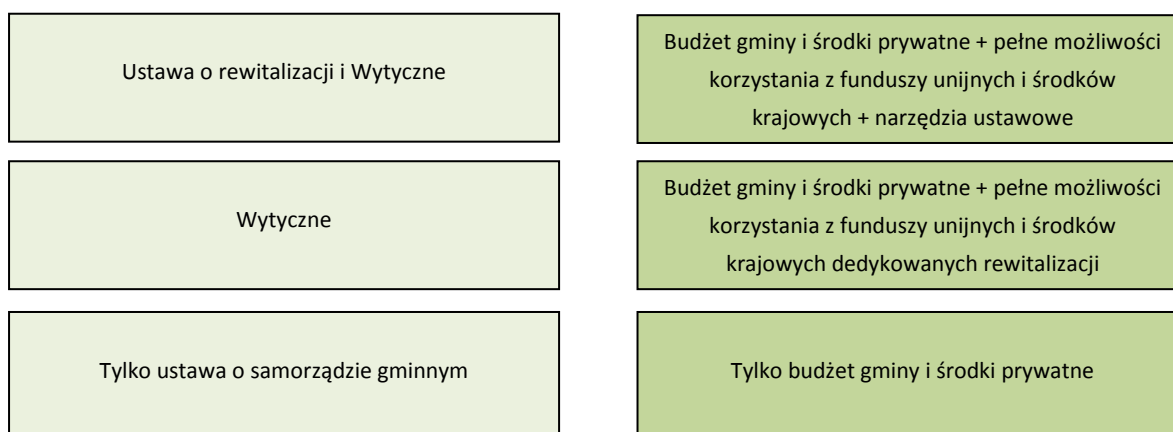 Ustawa o rewitalizacji i Wytyczne
Budżet gminy i środki prywatne + pełne możliwości
korzystania z funduszy unijnych i środków
krajowych + narzędzia ustawowe
Wytyczne
Budżet gminy i środki prywatne + pełne możliwości
korzystania z funduszy unijnych i środków
krajowych dedykowanych rewitalizacji
Tylko ustawa o samorządzie gminnym
Tylko budżet gminy i środki prywatne